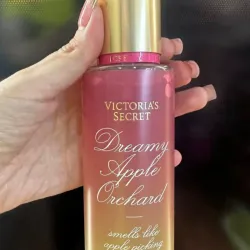 VICTORIA'S
SECRET
Dreamy
Apple
Orchard
smells like
apple picking